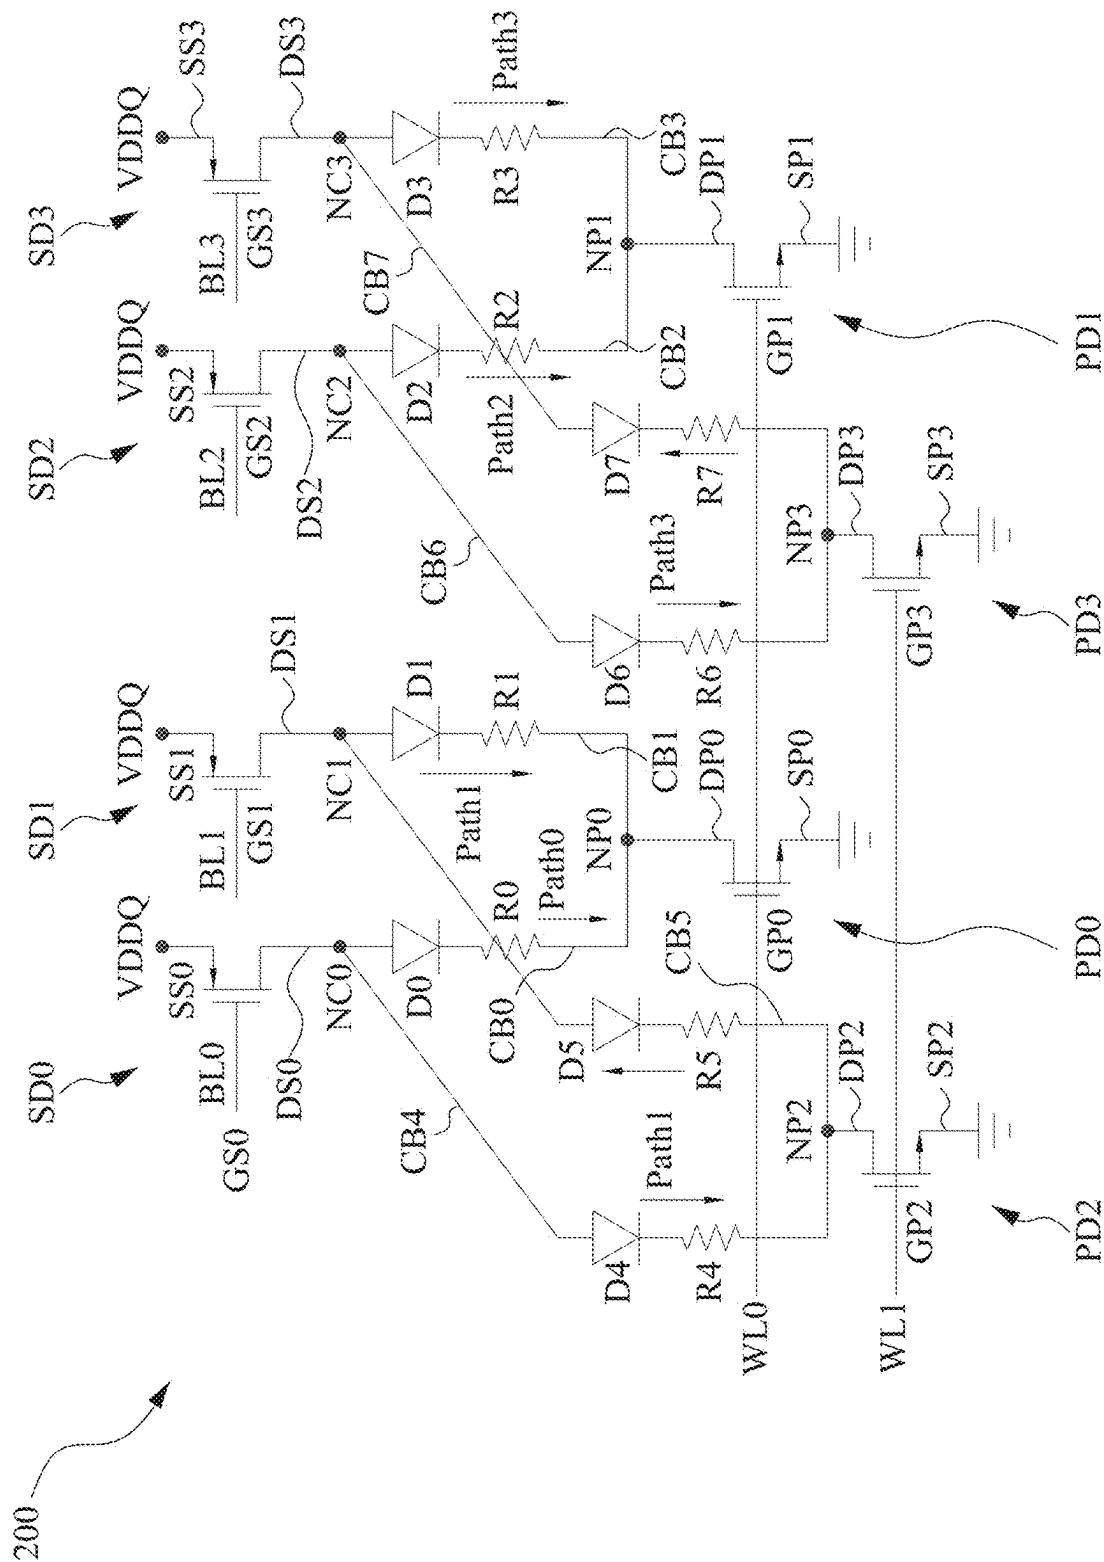 200
SD0
SD1
SD2
SD3
VDDQ
VDDQ
VDDQ
VDDQ
SS0
SS1
SS2
SS3
BL0
BL1
BL2
BL3
GS0
GS1
GS2
GS3
DS0
DS1
DS2
DS3
NC0
NC1
NC2
NC3
CB4
CB6
CB7
D0
D1
D2
D3
R0
R1
R2
R3
Path0
Path1
Path2
Path3
CB0
CB1
CB2
CB3
NP0
NP1
D4
D5
D6
D7
Path1
Path3
R4
R5
R6
R7
CB5
DP0
DP1
WL0
GP0
GP1
SP0
SP1
NP2
NP3
DP2
DP3
WL1
GP2
GP3
SP2
SP3
PD2
PD0
PD3
PD1